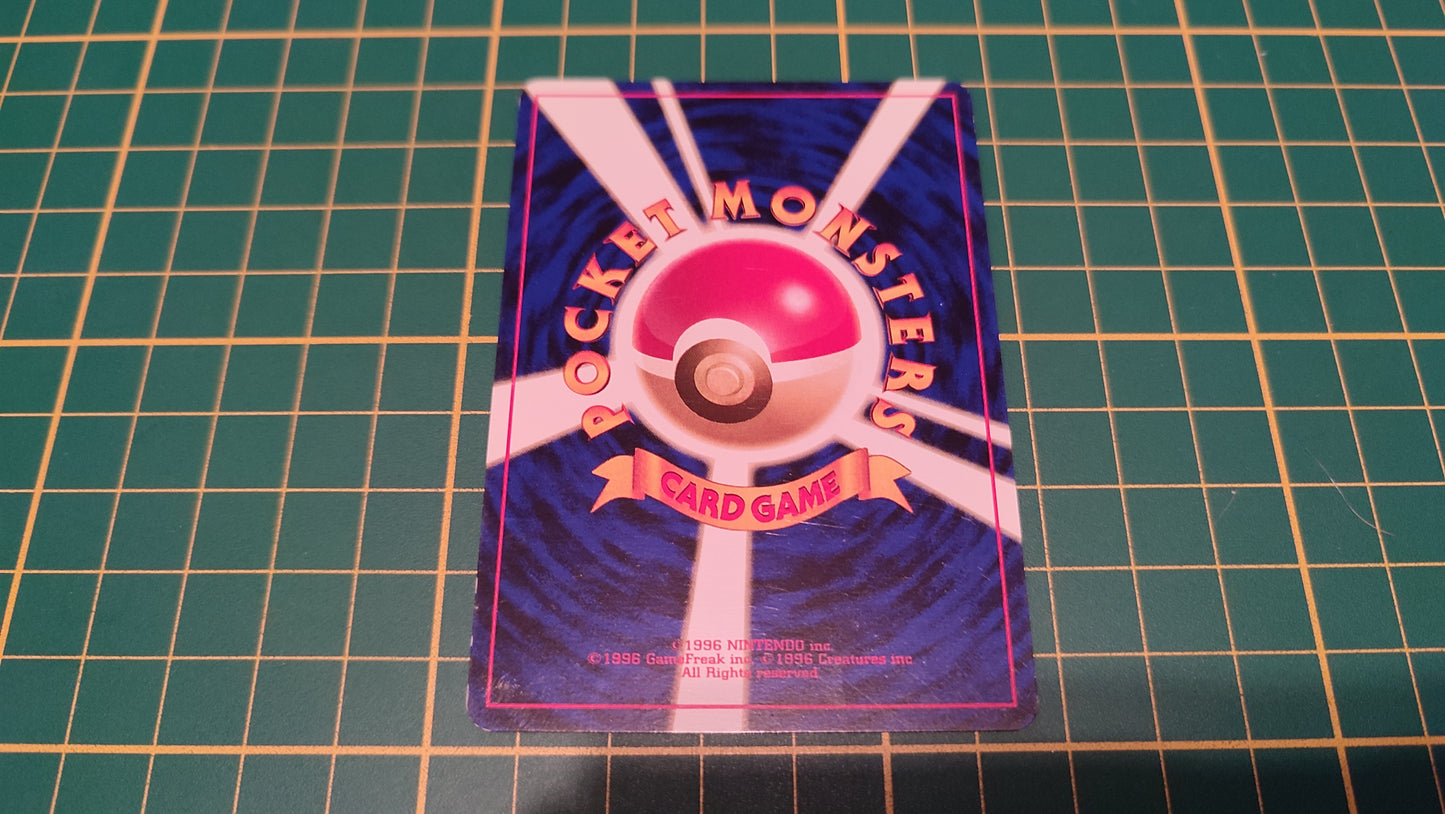 POCKET MONSTERS
CARD GAME
©1996 NINTENDO inc.
©1996 GameFreak inc. ©1996 Creatures inc.
All Rights reserved.